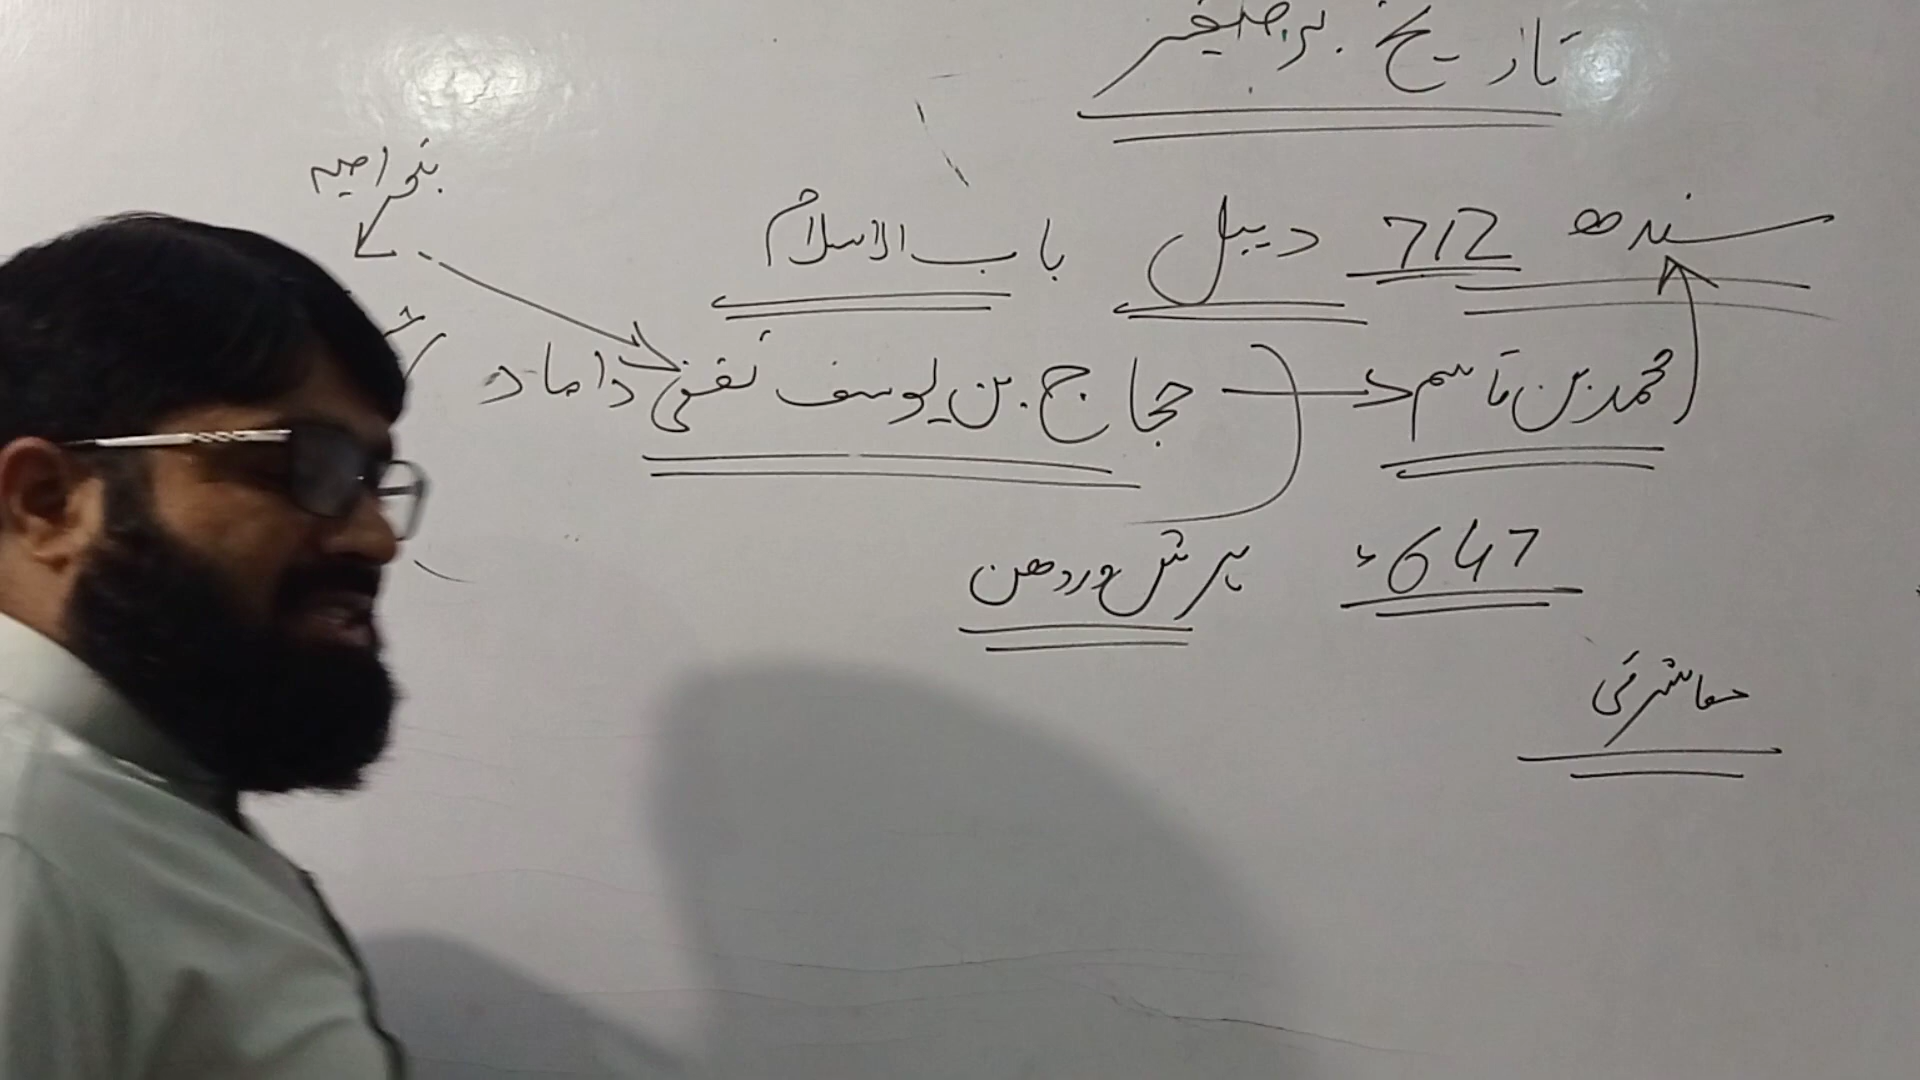 تاریخ برصغیر
سندھ 712 دیبل باب الاسلام
بنو امیہ
محمد بن قاسم حجاج بن یوسف ثقفی داماد
647ء ہرش وردھن
معاشرتی